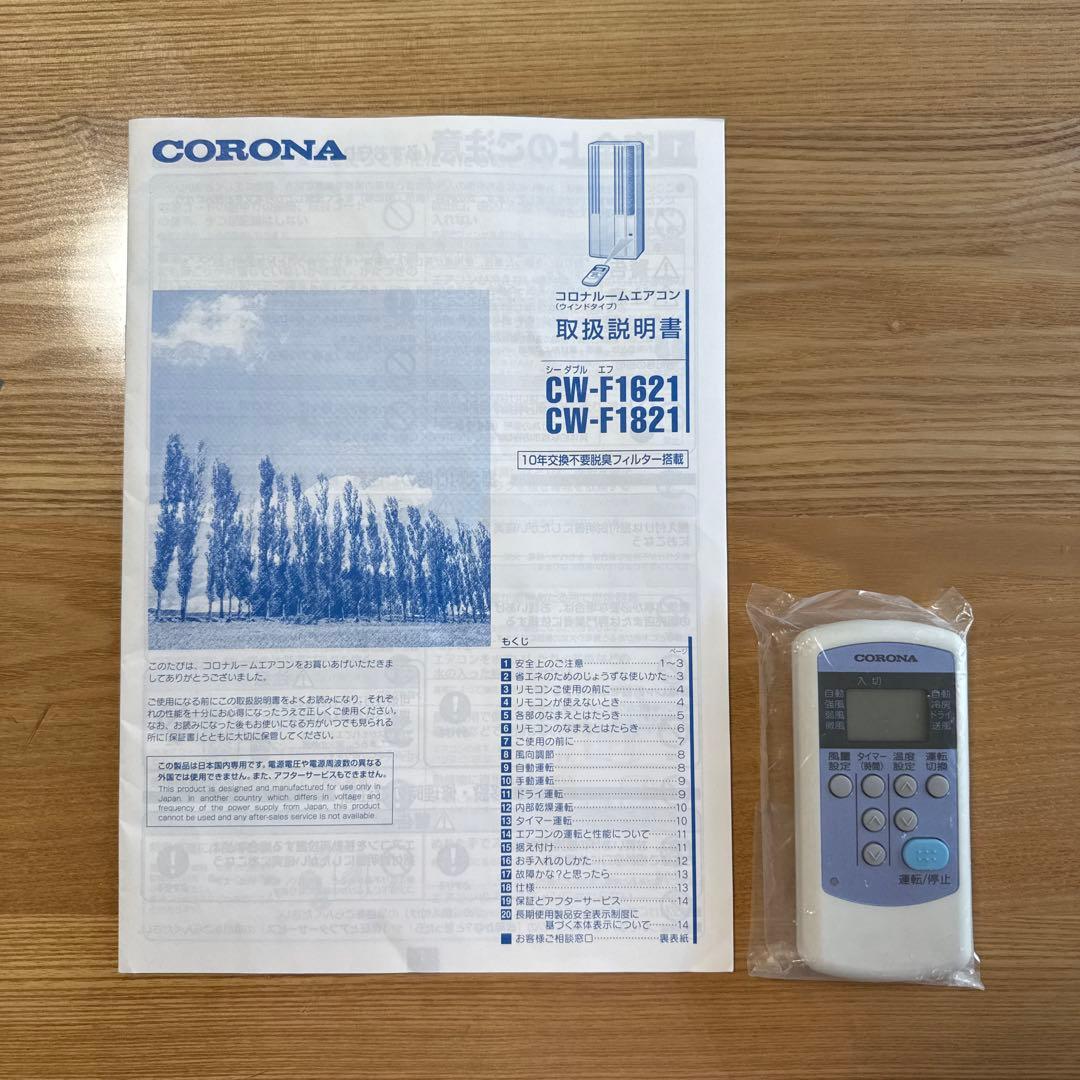 CORONA
コロナルームエアコン
(ウインドタイプ)
取扱説明書
シー ダブル エフ
CW-F1621
CW-F1821
10年交換不要脱臭フィルター搭載
このたびは、コロナルームエアコンをお買いあげいただきま
してありがとうございました。
ご使用になる前にこの取扱説明書をよくお読みになり、それぞ
れの性能を十分にお心得になったうえで正しくご使用ください。
なお、お読みになった後もお使いになる方がいつでも見られる
所に「保証書」とともに大切に保管してください。
この製品は日本国内専用です。電源電圧や電源周波数の異なる
外国では使用できません。また、アフターサービスもできません。
This product is designed and manufactured for use only in
Japan. In another country which differs in voltage and
frequency of the power supply from Japan, this product
cannot be used and any after-sales service is not available.
もくじ
ページ
1 安全上のご注意……………1~3
2 省エネのためのじょうずな使いかた…3
3 リモコンご使用の前に……………4
4 リモコンが使えないとき……………4
5 各部のなまえとはたらき……………5
6 リモコンのなまえとはたらき……………6
7 ご使用の前に……………7
8 風向調節……………8
9 自動運転……………8
10 手動運転……………9
11 ドライ運転……………9
12 内部乾燥運転……………10
13 タイマー運転……………10
14 エアコンの運転と性能について……11
15 据え付け……………11
16 お手入れのしかた……………12
17 故障かな?と思ったら……………13
18 仕様……………13
19 保証とアフターサービス……………14
20 長期使用製品安全表示制度に
基づく本体表示について……14
■ お客様ご相談窓口……………裏表紙
CORONA
入 切
自動 自動
強風 冷房
弱風 ドライ
微風 送風
風量設定 タイマー(時間) 温度設定 運転切換
運転/停止